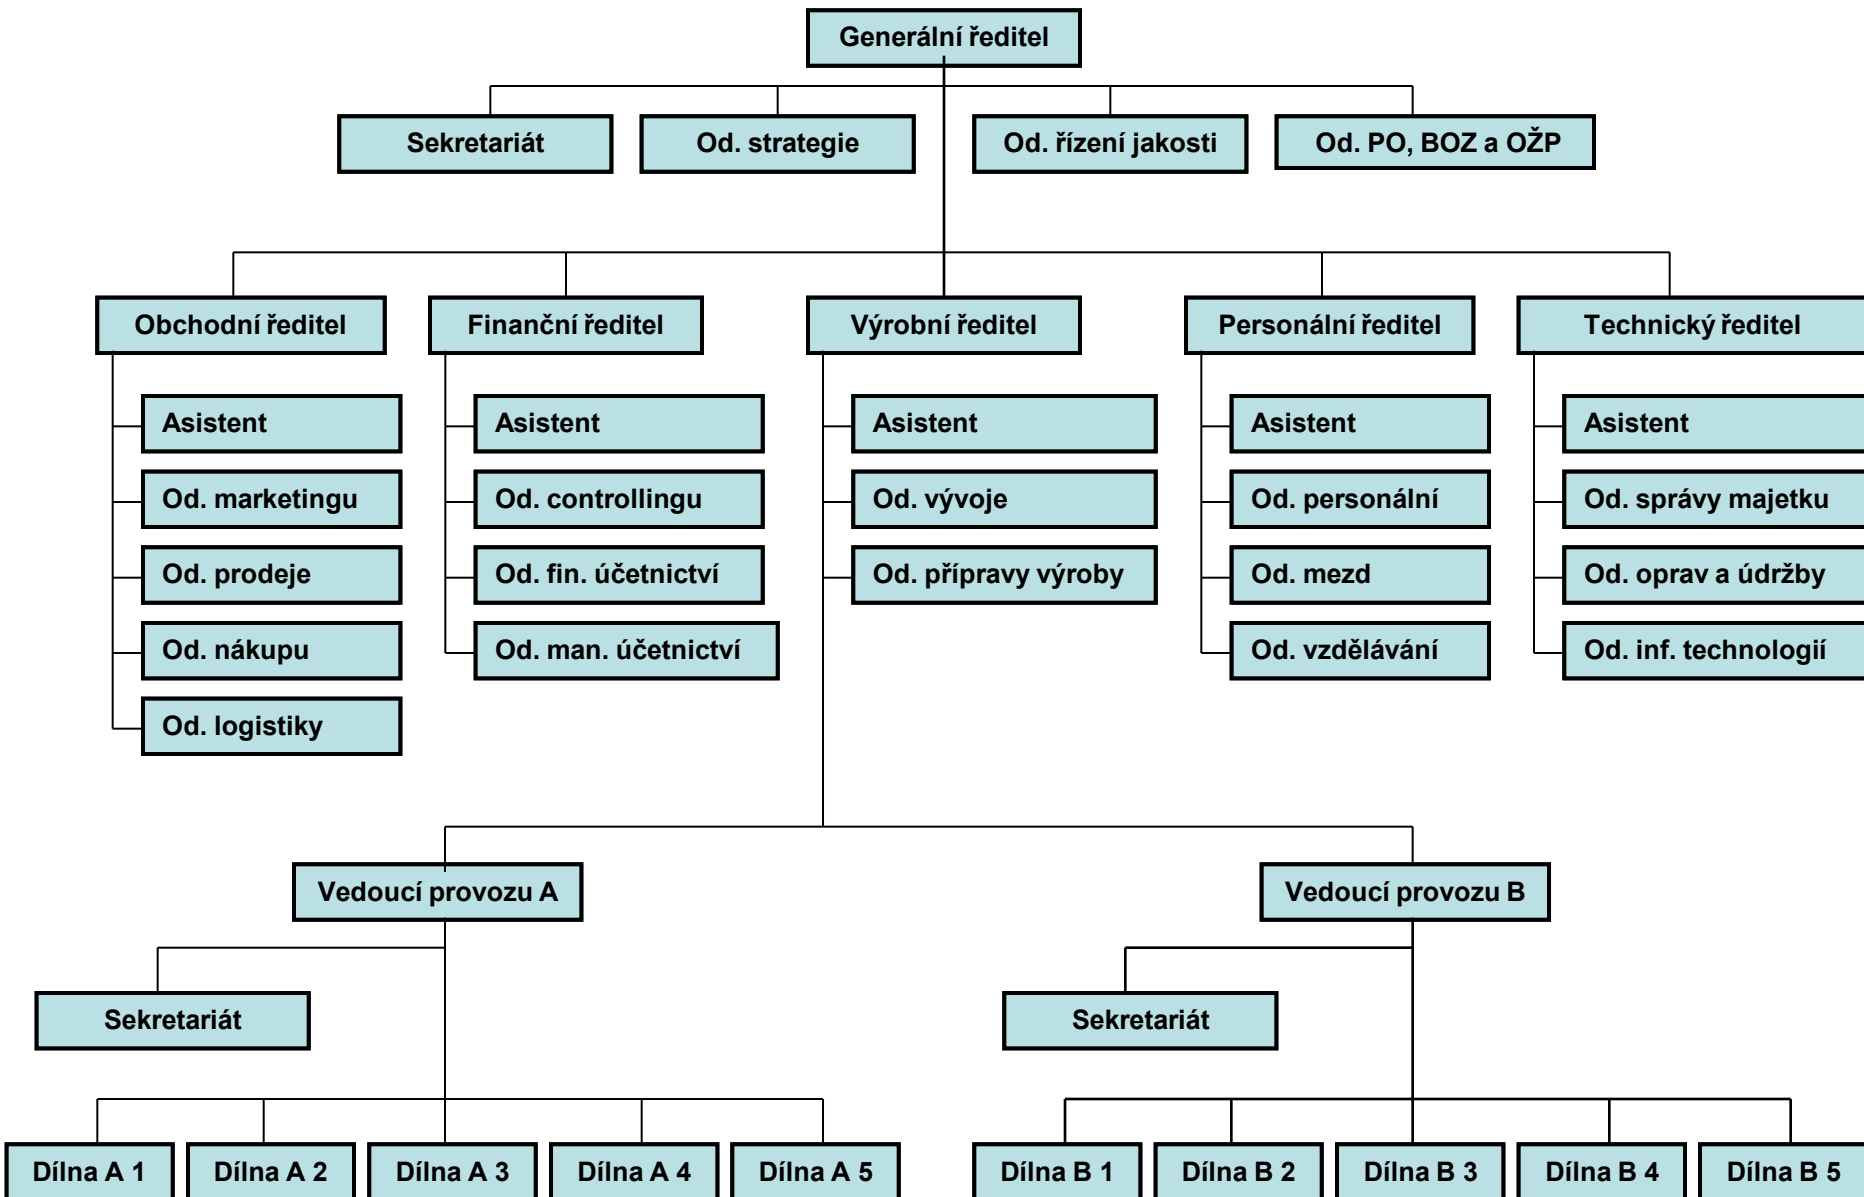 Generální ředitel
Sekretariát
Od. strategie
Od. řízení jakosti
Od. PO, BOZ a OŽP
Obchodní ředitel
Finanční ředitel
Výrobní ředitel
Personální ředitel
Technický ředitel
Asistent
Asistent
Asistent
Asistent
Asistent
Od. marketingu
Od. controllingu
Od. vývoje
Od. personální
Od. správy majetku
Od. prodeje
Od. fin. účetnictví
Od. přípravy výroby
Od. mezd
Od. oprav a údržby
Od. nákupu
Od. man. účetnictví
Od. vzdělávání
Od. inf. technologií
Od. logistiky
Vedoucí provozu A
Vedoucí provozu B
Sekretariát
Sekretariát
Dílna A 1
Dílna A 2
Dílna A 3
Dílna A 4
Dílna A 5
Dílna B 1
Dílna B 2
Dílna B 3
Dílna B 4
Dílna B 5